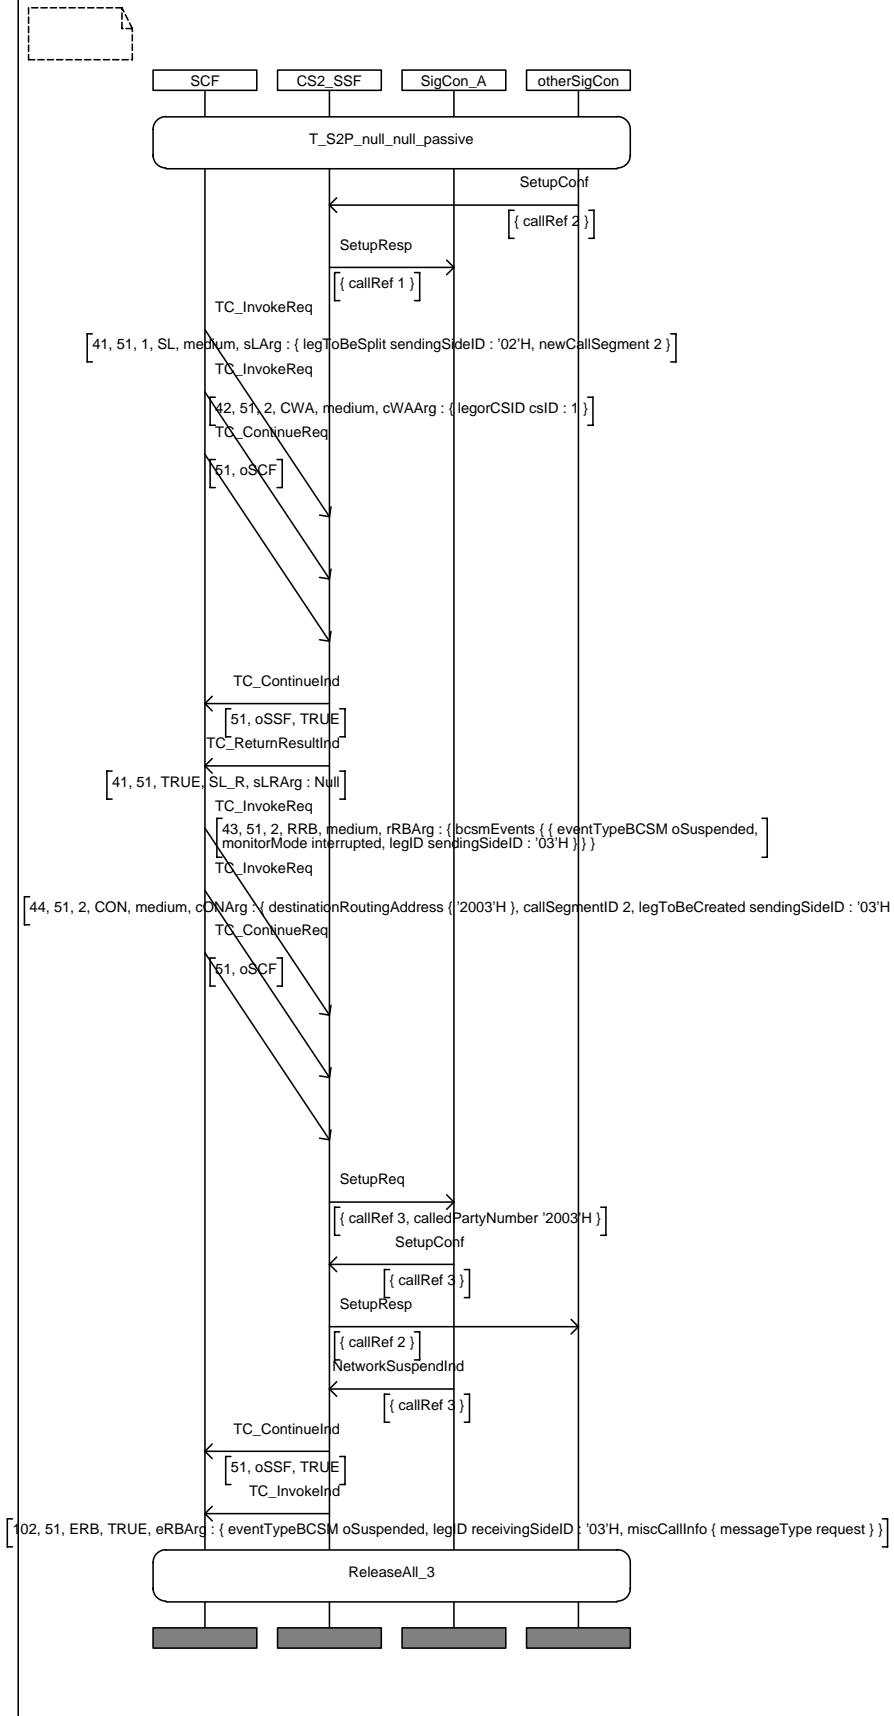 SCF CS2_SSF SigCon_A otherSigCon
T_S2P_null_null_passive
SetupConf
{ callRef 2 }
SetupResp
{ callRef 1 }
TC_InvokeReq
41, 51, 1, SL, medium, sLArg : { legToBeSplit sendingSideID : '02'H, newCallSegment 2 }
TC_InvokeReq
42, 51, 2, CWA, medium, cWAArg : { legorCSID csID : 1 }
TC_ContinueReq
51, oSCF
TC_ContinueInd
51, oSSF, TRUE
TC_ReturnResultInd
41, 51, TRUE, SL_R, sLRArg : Null
TC_InvokeReq
43, 51, 2, RRB, medium, rRBArg : { bcsmEvents { { eventTypeBCSM oSuspended,
monitorMode interrupted, legID sendingSideID : '03'H } } }
TC_InvokeReq
44, 51, 2, CON, medium, cONArg : { destinationRoutingAddress { '2003'H }, callSegmentID 2, legToBeCreated sendingSideID : '03'H
TC_ContinueReq
51, oSCF
SetupReq
{ callRef 3, calledPartyNumber '2003'H }
SetupConf
{ callRef 3 }
SetupResp
{ callRef 2 }
NetworkSuspendInd
{ callRef 3 }
TC_ContinueInd
51, oSSF, TRUE
TC_InvokeInd
102, 51, ERB, TRUE, eRBArg : { eventTypeBCSM oSuspended, legID receivingSideID : '03'H, miscCallInfo { messageType request } }
ReleaseAll_3